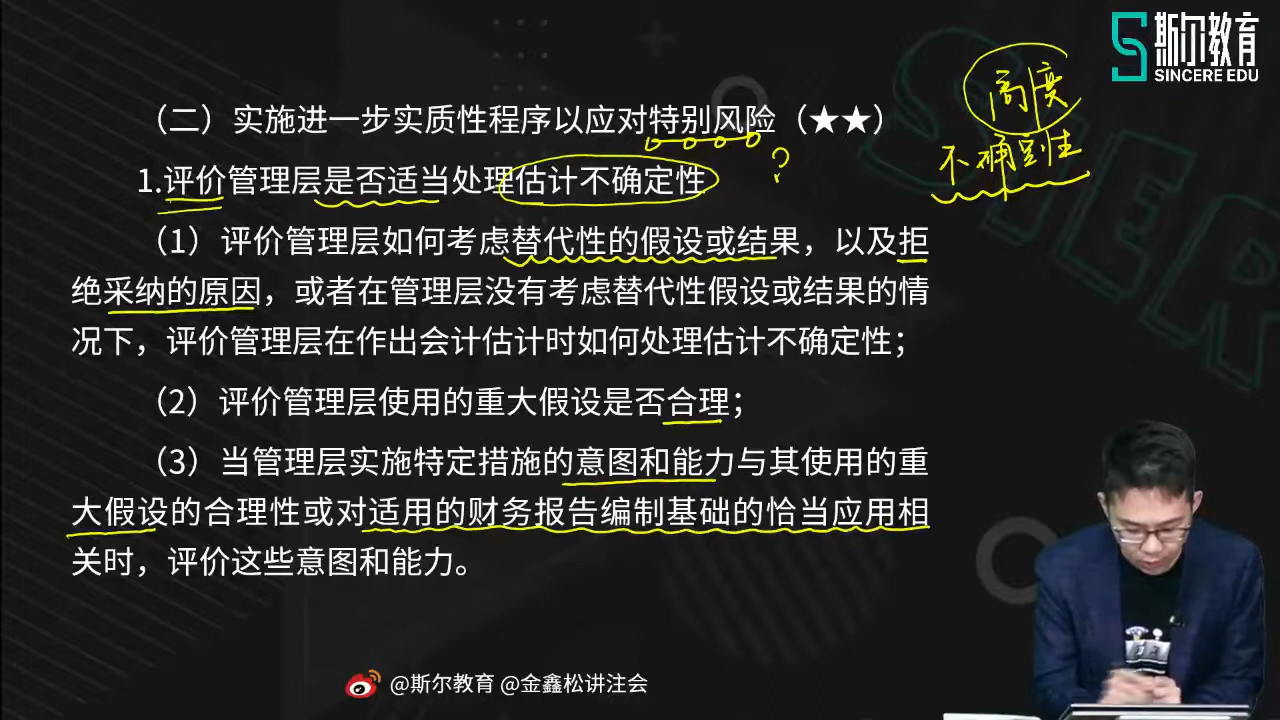 斯尔教育
SINCERE EDU
高度
不确定性
（二）实施进一步实质性程序以应对特别风险（★★）
？
1.评价管理层是否适当处理估计不确定性
（1）评价管理层如何考虑替代性的假设或结果，以及拒
绝采纳的原因，或者在管理层没有考虑替代性假设或结果的情
况下，评价管理层在作出会计估计时如何处理估计不确定性；
（2）评价管理层使用的重大假设是否合理；
（3）当管理层实施特定措施的意图和能力与其使用的重
大假设的合理性或对适用的财务报告编制基础的恰当应用相
关时，评价这些意图和能力。
@斯尔教育 @金鑫松讲注会